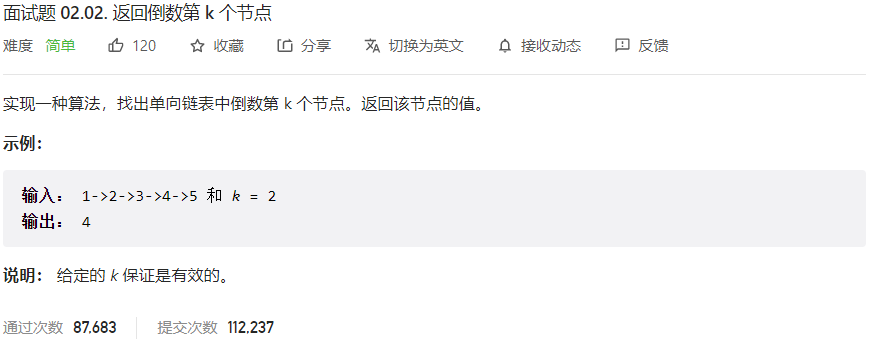 面试题 02.02. 返回倒数第 k 个节点
难度 简单 120 收藏 分享 切换为英文 接收动态 反馈
实现一种算法，找出单向链表中倒数第 k 个节点。返回该节点的值。
示例：
输入： 1->2->3->4->5 和 k = 2
输出： 4
说明： 给定的 k 保证是有效的。
通过次数 87,683 提交次数 112,237